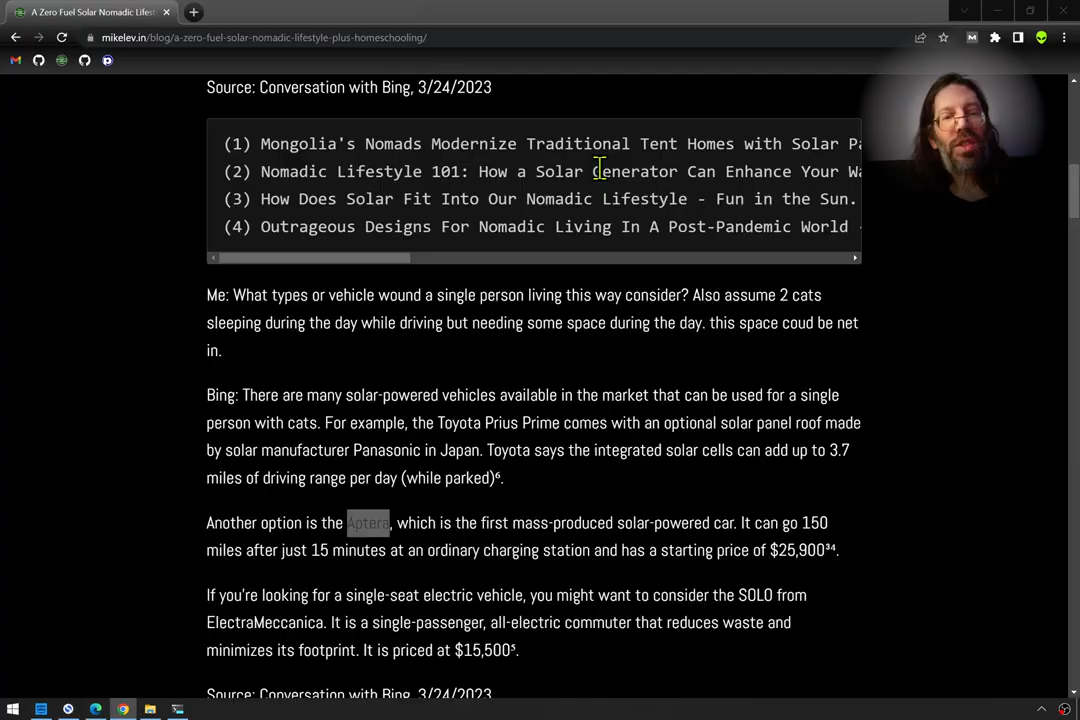 A Zero Fuel Solar Nomadic Lifest
mikelev.in/blog/a-zero-fuel-solar-nomadic-lifestyle-plus-homeschooling/
Source: Conversation with Bing, 3/24/2023
(1) Mongolia's Nomads Modernize Traditional Tent Homes with Solar Pa
(2) Nomadic Lifestyle 101: How a Solar Generator Can Enhance Your Wa
(3) How Does Solar Fit Into Our Nomadic Lifestyle - Fun in the Sun.
(4) Outrageous Designs For Nomadic Living In A Post-Pandemic World -
Me: What types or vehicle wound a single person living this way consider? Also assume 2 cats
sleeping during the day while driving but needing some space during the day. this space coud be net
in.
Bing: There are many solar-powered vehicles available in the market that can be used for a single
person with cats. For example, the Toyota Prius Prime comes with an optional solar panel roof made
by solar manufacturer Panasonic in Japan. Toyota says the integrated solar cells can add up to 3.7
miles of driving range per day (while parked)⁶.
Another option is the Aptera, which is the first mass-produced solar-powered car. It can go 150
miles after just 15 minutes at an ordinary charging station and has a starting price of $25,900³⁴.
If you're looking for a single-seat electric vehicle, you might want to consider the SOLO from
ElectraMeccanica. It is a single-passenger, all-electric commuter that reduces waste and
minimizes its footprint. It is priced at $15,500⁵.
Source: Conversation with Bing, 3/24/2023